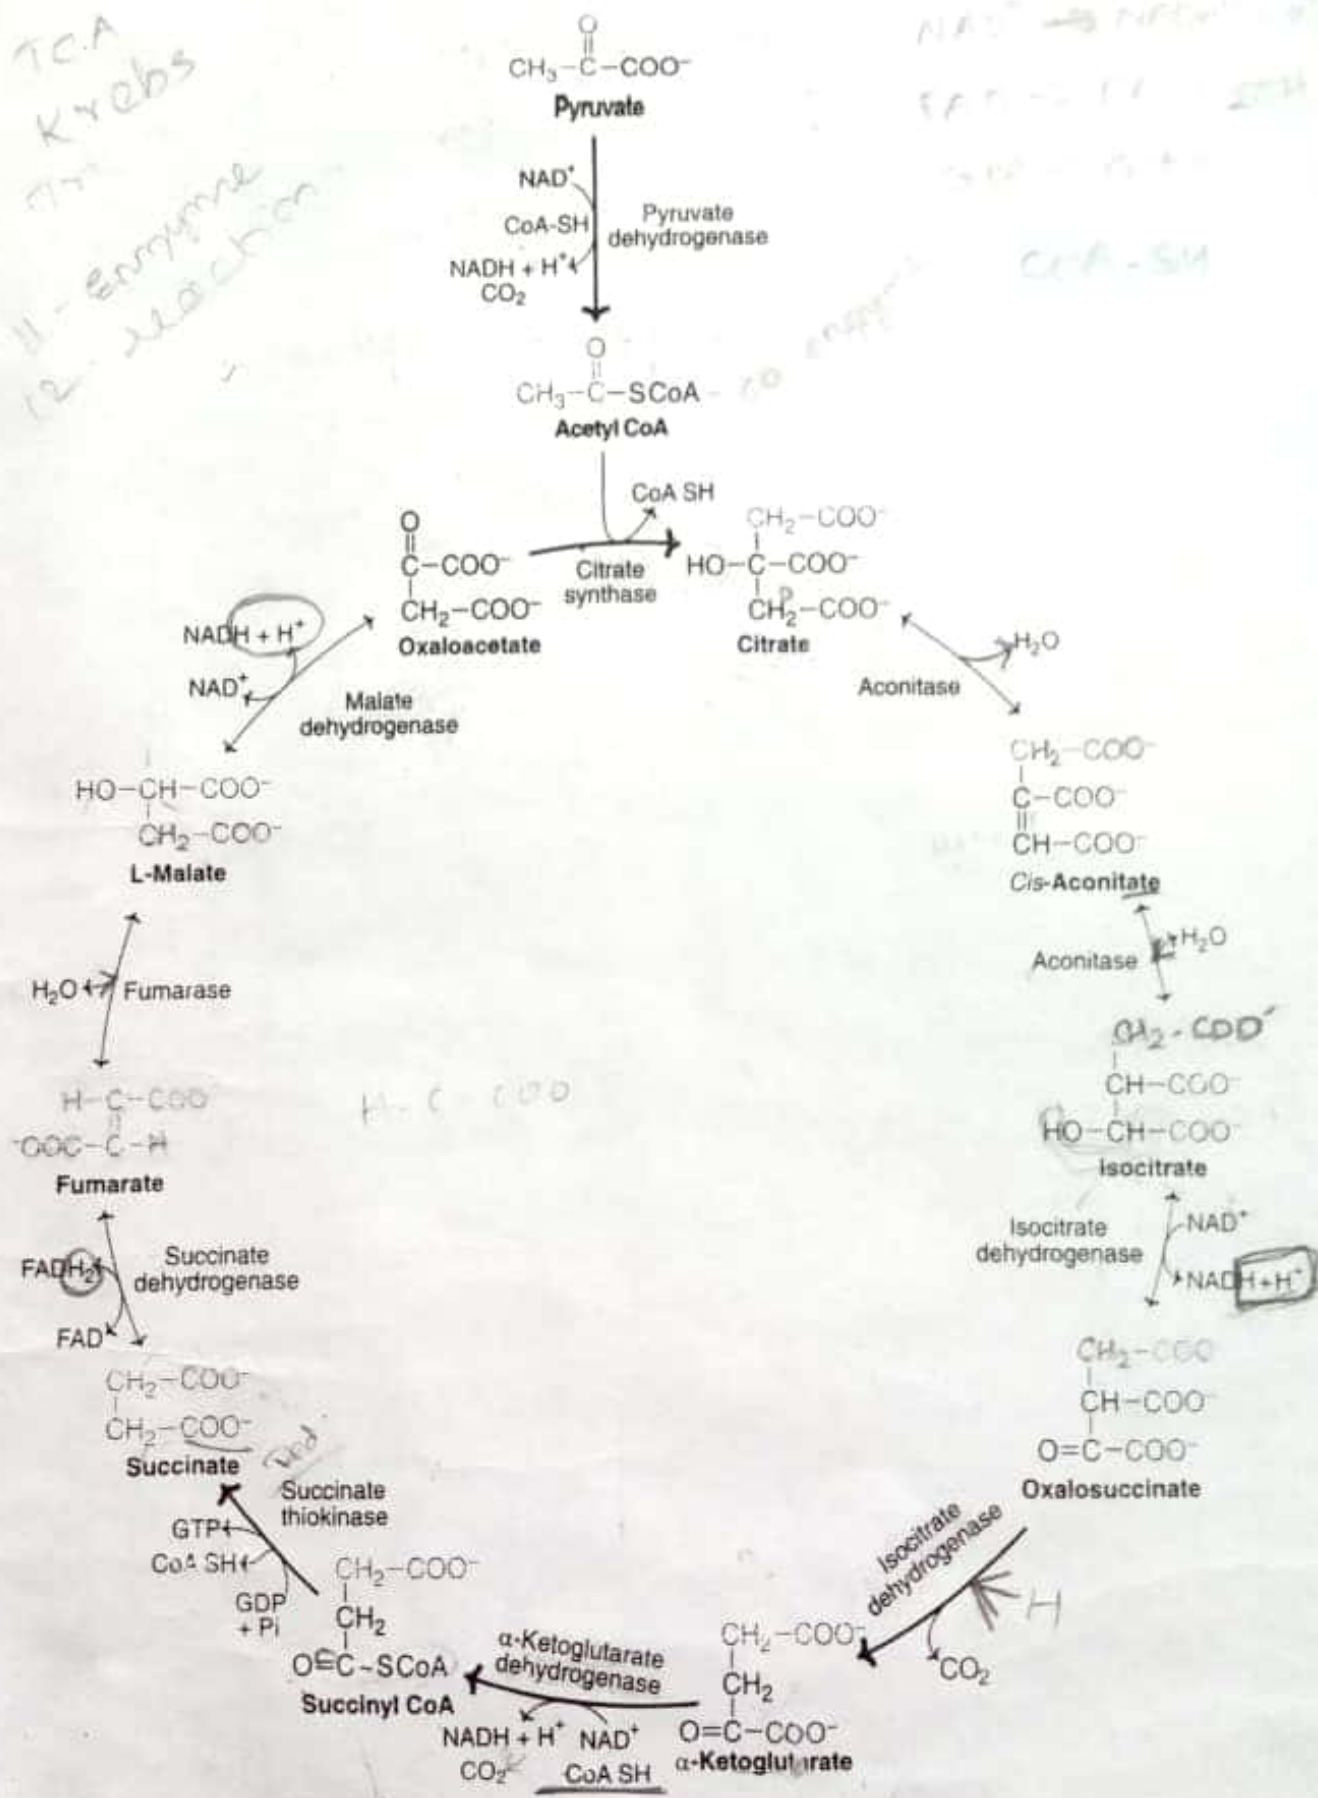 TCA
Krebs
11 - Enzyme
12 reaction
CoA-SH
O
CH₃–C–COO⁻
Pyruvate
NAD⁺
CoA-SH
NADH + H⁺
CO₂
Pyruvate
dehydrogenase
O
CH₃–C–SCoA
Acetyl CoA
CoA SH
Citrate
synthase
O
C–COO⁻
CH₂–COO⁻
Oxaloacetate
CH₂–COO⁻
HO–C–COO⁻
CH₂–COO⁻
Citrate
H₂O
Aconitase
CH₂–COO⁻
C–COO⁻
CH–COO⁻
Cis-Aconitate
H₂O
Aconitase
CH₂-COO⁻
CH–COO⁻
HO–CH–COO⁻
Isocitrate
Isocitrate
dehydrogenase
NAD⁺
NADH+H⁺
CH₂–COO
CH–COO⁻
O=C–COO⁻
Oxalosuccinate
Isocitrate
dehydrogenase
H
CO₂
CH₂–COO⁻
CH₂
O=C–COO⁻
α-Ketoglutarate
α-Ketoglutarate
dehydrogenase
NADH + H⁺ NAD⁺
CO₂ CoA SH
CH₂–COO⁻
CH₂
O=C~SCoA
Succinyl CoA
Succinate
thiokinase
GTP
CoA SH
GDP
+ Pi
CH₂–COO⁻
CH₂–COO⁻
Succinate
Succinate
dehydrogenase
FADH₂
FAD
H–C–COO⁻
⁻OOC–C–H
Fumarate
H-C-COO
H₂O
Fumarase
HO–CH–COO⁻
CH₂–COO⁻
L-Malate
NADH + H⁺
NAD⁺
Malate
dehydrogenase